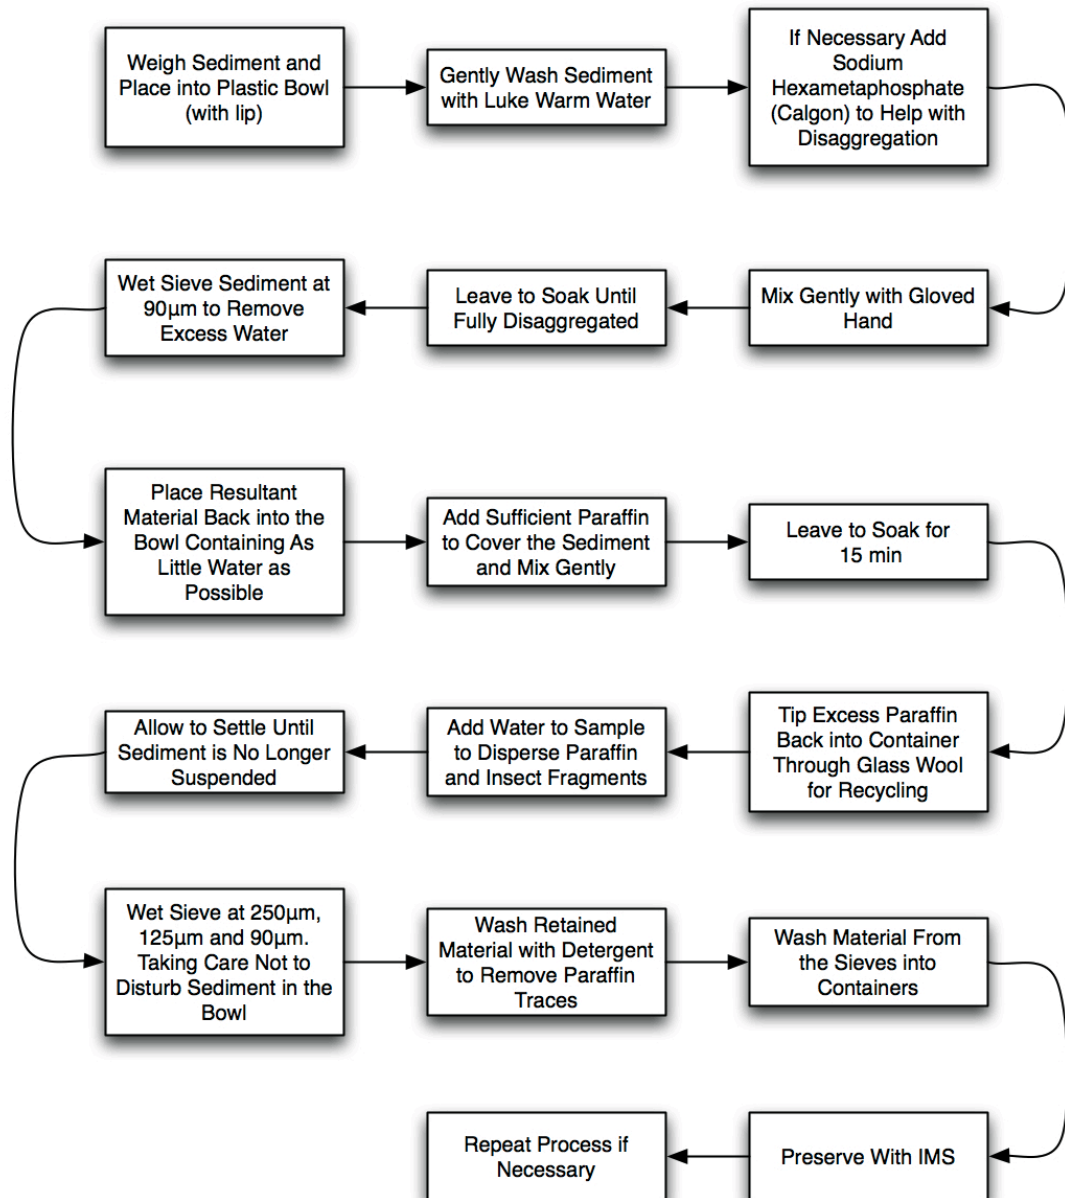 Weigh Sediment and
Place into Plastic Bowl
(with lip)
Gently Wash Sediment
with Luke Warm Water
If Necessary Add
Sodium
Hexametaphosphate
(Calgon) to Help with
Disaggregation
Mix Gently with Gloved
Hand
Leave to Soak Until
Fully Disaggregated
Wet Sieve Sediment at
90µm to Remove
Excess Water
Place Resultant
Material Back into the
Bowl Containing As
Little Water as
Possible
Add Sufficient Paraffin
to Cover the Sediment
and Mix Gently
Leave to Soak for
15 min
Tip Excess Paraffin
Back into Container
Through Glass Wool
for Recycling
Add Water to Sample
to Disperse Paraffin
and Insect Fragments
Allow to Settle Until
Sediment is No Longer
Suspended
Wet Sieve at 250µm,
125µm and 90µm.
Taking Care Not to
Disturb Sediment in the
Bowl
Wash Retained
Material with Detergent
to Remove Paraffin
Traces
Wash Material From
the Sieves into
Containers
Preserve With IMS
Repeat Process if
Necessary